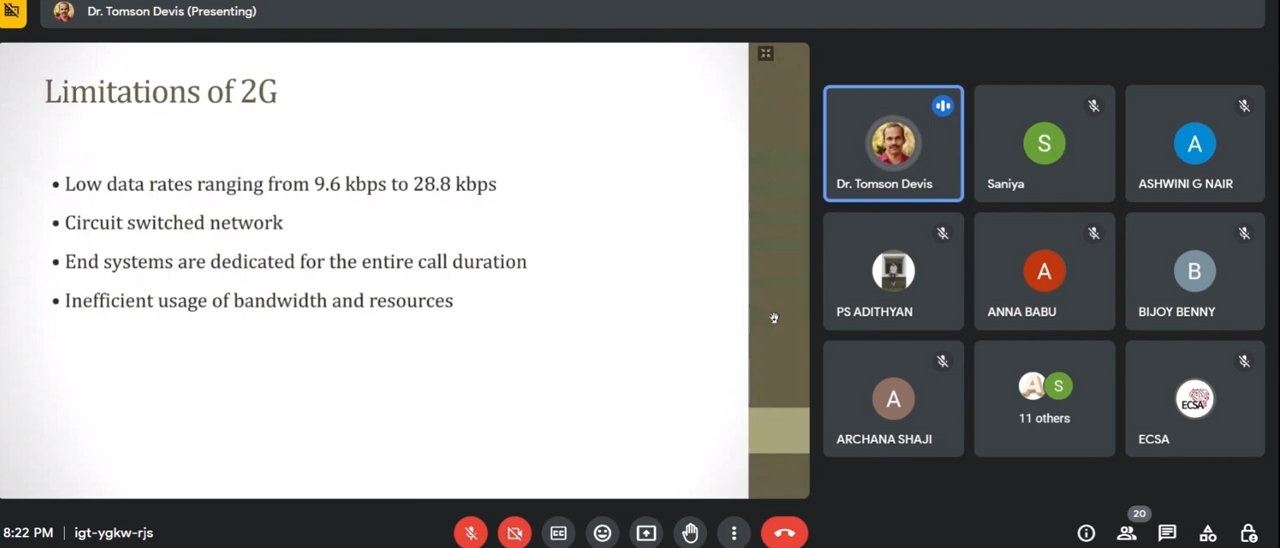 Dr. Tomson Devis (Presenting)
Limitations of 2G
• Low data rates ranging from 9.6 kbps to 28.8 kbps
• Circuit switched network
• End systems are dedicated for the entire call duration
• Inefficient usage of bandwidth and resources
Dr. Tomson Devis
S
Saniya
A
ASHWINI G NAIR
PS ADITHYAN
A
ANNA BABU
B
BIJOY BENNY
A
ARCHANA SHAJI
A S
11 others
ECSA
ECSA
8:22 PM | igt-ygkw-rjs
CC
20